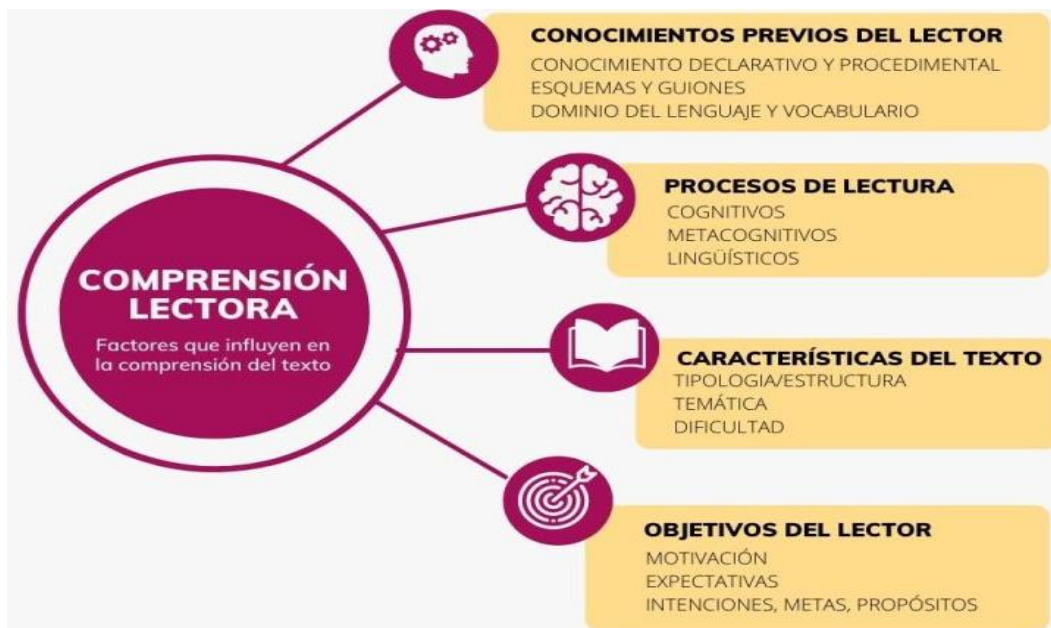 COMPRENSIÓN
LECTORA
Factores que influyen en
la comprensión del texto
CONOCIMIENTOS PREVIOS DEL LECTOR
CONOCIMIENTO DECLARATIVO Y PROCEDIMENTAL
ESQUEMAS Y GUIONES
DOMINIO DEL LENGUAJE Y VOCABULARIO
PROCESOS DE LECTURA
COGNITIVOS
METACOGNITIVOS
LINGÜÍSTICOS
CARACTERÍSTICAS DEL TEXTO
TIPOLOGIA/ESTRUCTURA
TEMÁTICA
DIFICULTAD
OBJETIVOS DEL LECTOR
MOTIVACIÓN
EXPECTATIVAS
INTENCIONES, METAS, PROPÓSITOS